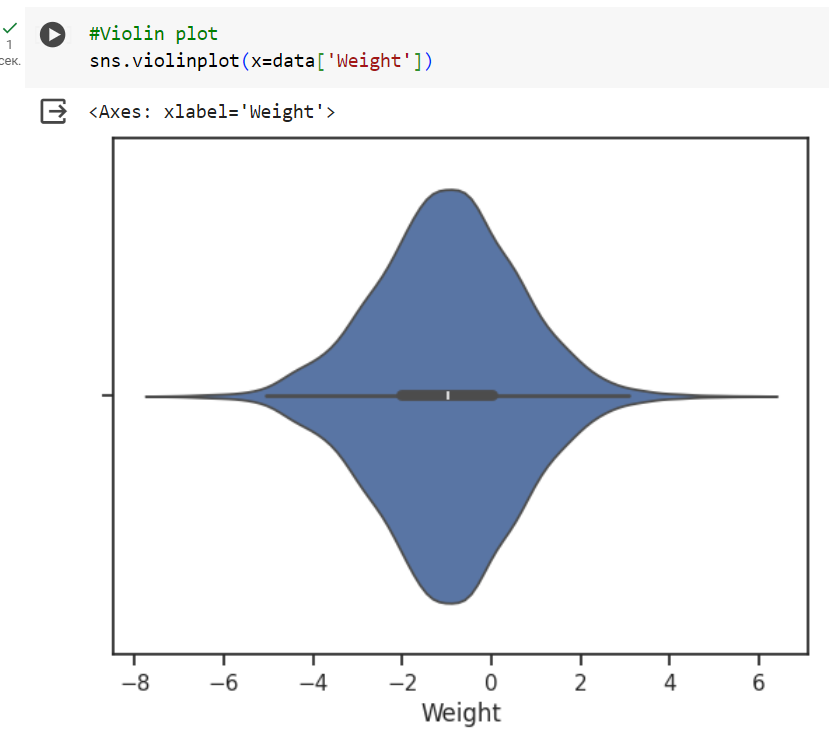 #Violin plot
1
сек.
sns.violinplot(x=data['Weight'])
<Axes: xlabel='Weight'>
−8 −6 −4 −2 0 2 4 6
Weight